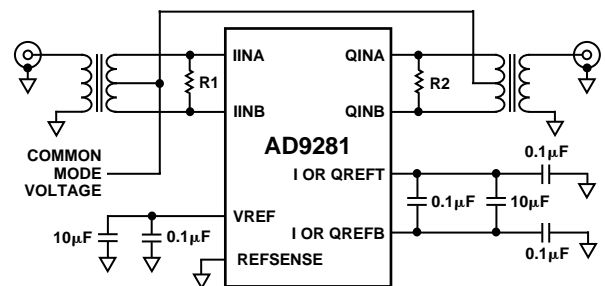 IINA
QINA
R1
R2
IINB
QINB
AD9281
COMMON
MODE
VOLTAGE
0.1µF
I OR QREFT
0.1µF
10µF
VREF
10µF
0.1µF
I OR QREFB
0.1µF
REFSENSE